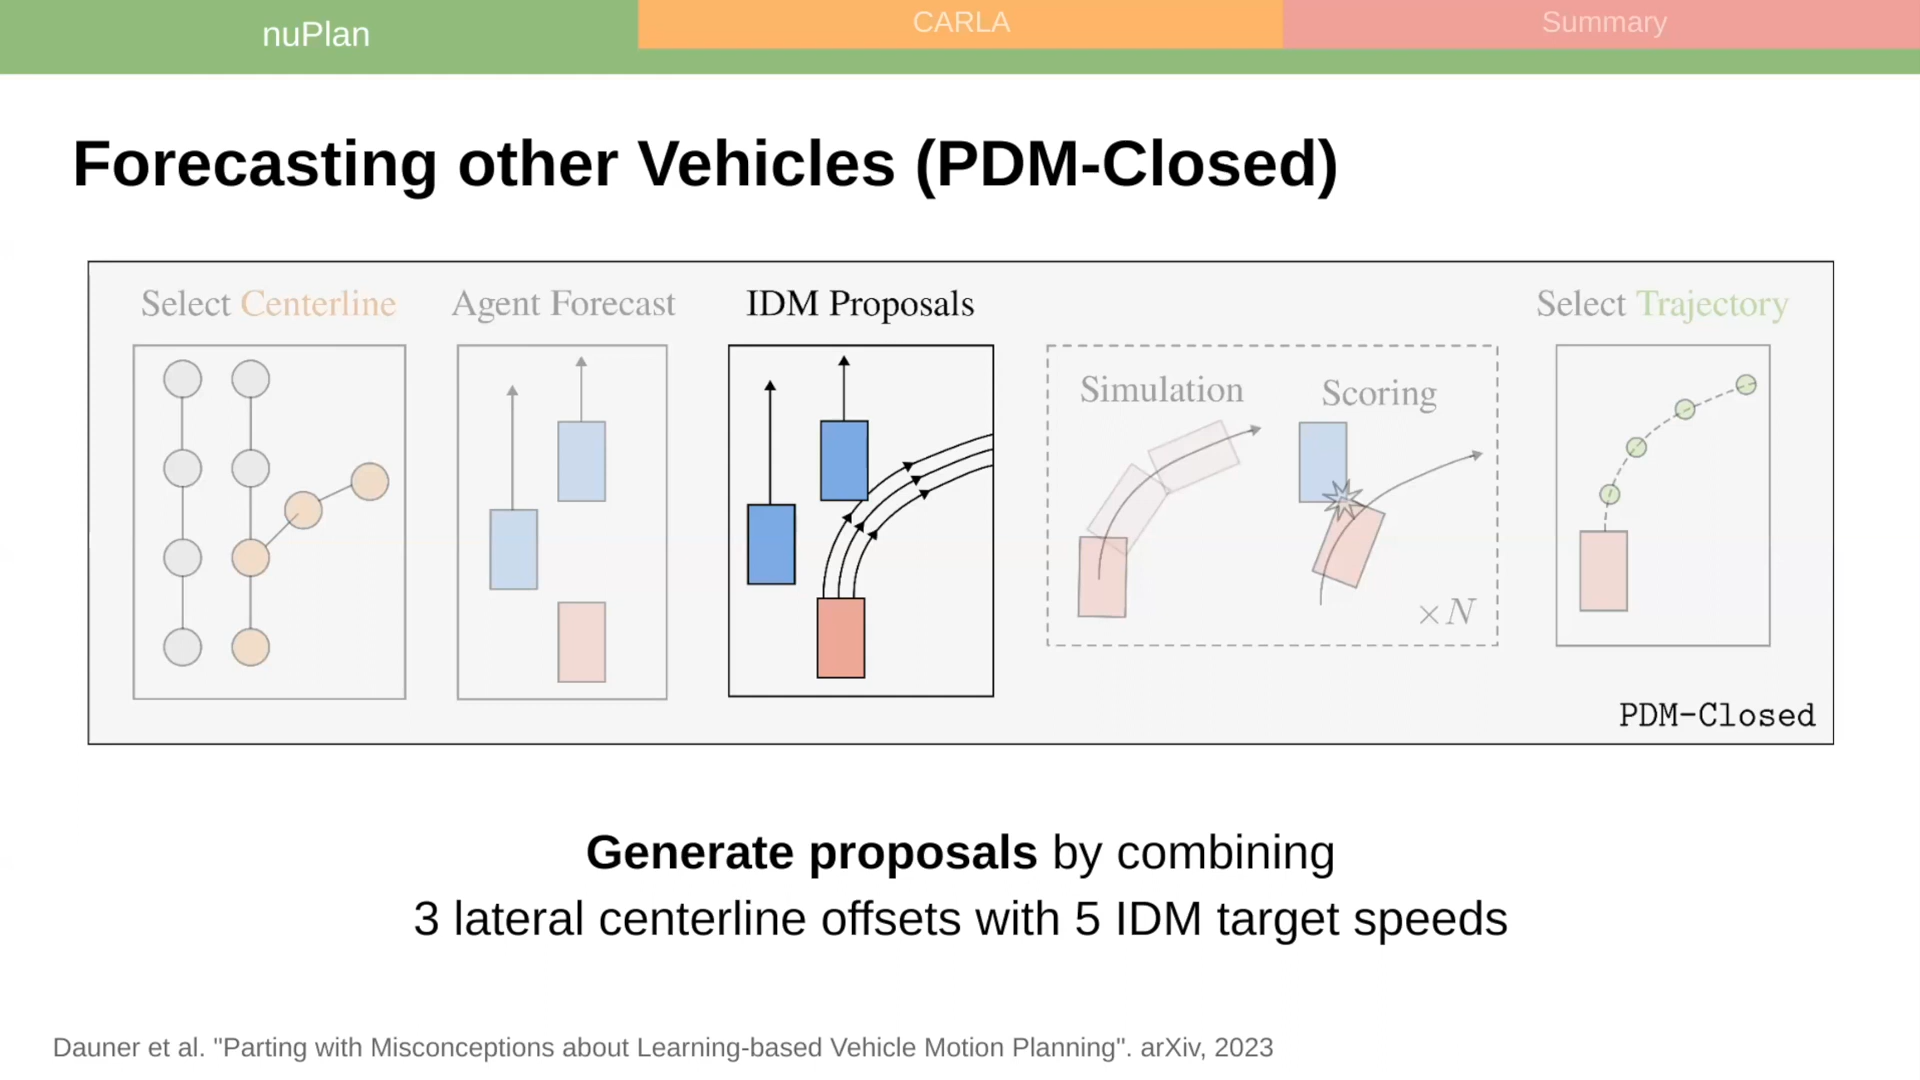 nuPlan
CARLA
Summary
Forecasting other Vehicles (PDM-Closed)
Select Centerline
Agent Forecast
IDM Proposals
Simulation
Scoring
×N
Select Trajectory
PDM-Closed
Generate proposals by combining
3 lateral centerline offsets with 5 IDM target speeds
Dauner et al. "Parting with Misconceptions about Learning-based Vehicle Motion Planning". arXiv, 2023